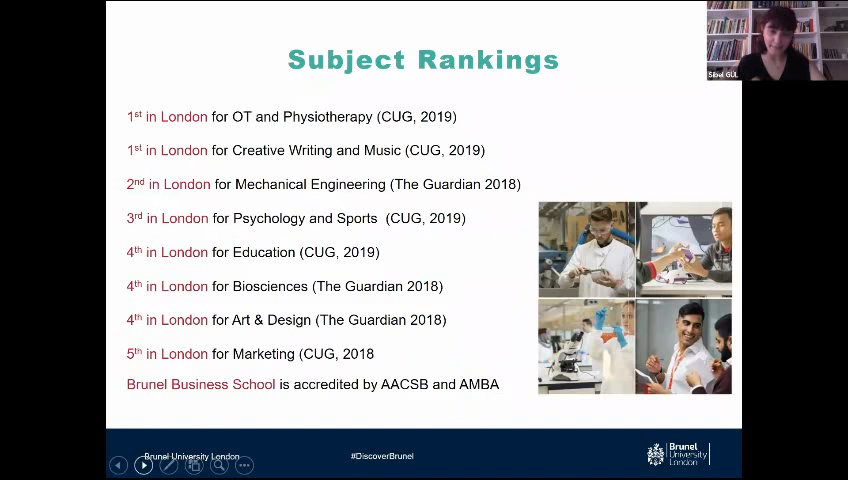 Subject Rankings
Sibel GÜL
1st in London for OT and Physiotherapy (CUG, 2019)
1st in London for Creative Writing and Music (CUG, 2019)
2nd in London for Mechanical Engineering (The Guardian 2018)
3rd in London for Psychology and Sports (CUG, 2019)
4th in London for Education (CUG, 2019)
4th in London for Biosciences (The Guardian 2018)
4th in London for Art & Design (The Guardian 2018)
5th in London for Marketing (CUG, 2018
Brunel Business School is accredited by AACSB and AMBA
Brunel University London
#DiscoverBrunel
Brunel
University
London